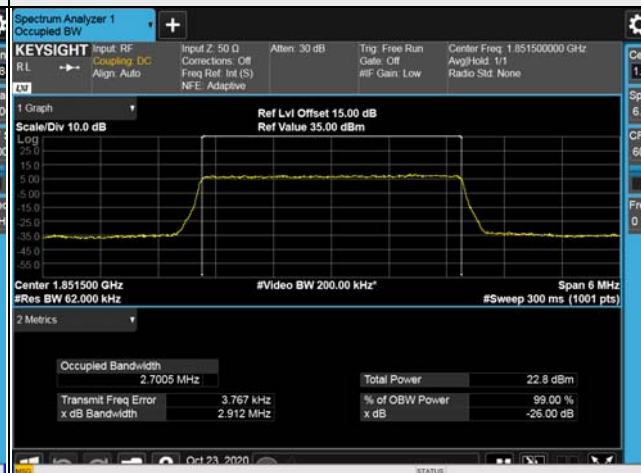 Spectrum Analyzer 1
Occupied BW
+
KEYSIGHT Input: RF Input Z: 50 Ω Atten: 30 dB Trig: Free Run Center Freq: 1.851500000 GHz
RL Coupling: DC Corrections: Off Gate: Off Avg|Hold: 1/1
Align: Auto Freq Ref: Int (S) #IF Gain: Low Radio Std: None
NFE: Adaptive
1 Graph
Ref Lvl Offset 15.00 dB
Scale/Div 10.0 dB Ref Value 35.00 dBm
Log
25.0
15.0
5.00
-5.00
-15.0
-25.0
-35.0
-45.0
-55.0
Center 1.851500 GHz #Video BW 200.00 kHz* Span 6 MHz
#Res BW 62.000 kHz #Sweep 300 ms (1001 pts)
2 Metrics
Occupied Bandwidth
2.7005 MHz Total Power 22.8 dBm
Transmit Freq Error 3.767 kHz % of OBW Power 99.00 %
x dB Bandwidth 2.912 MHz x dB -26.00 dB
Oct 23, 2020
MSG STATUS